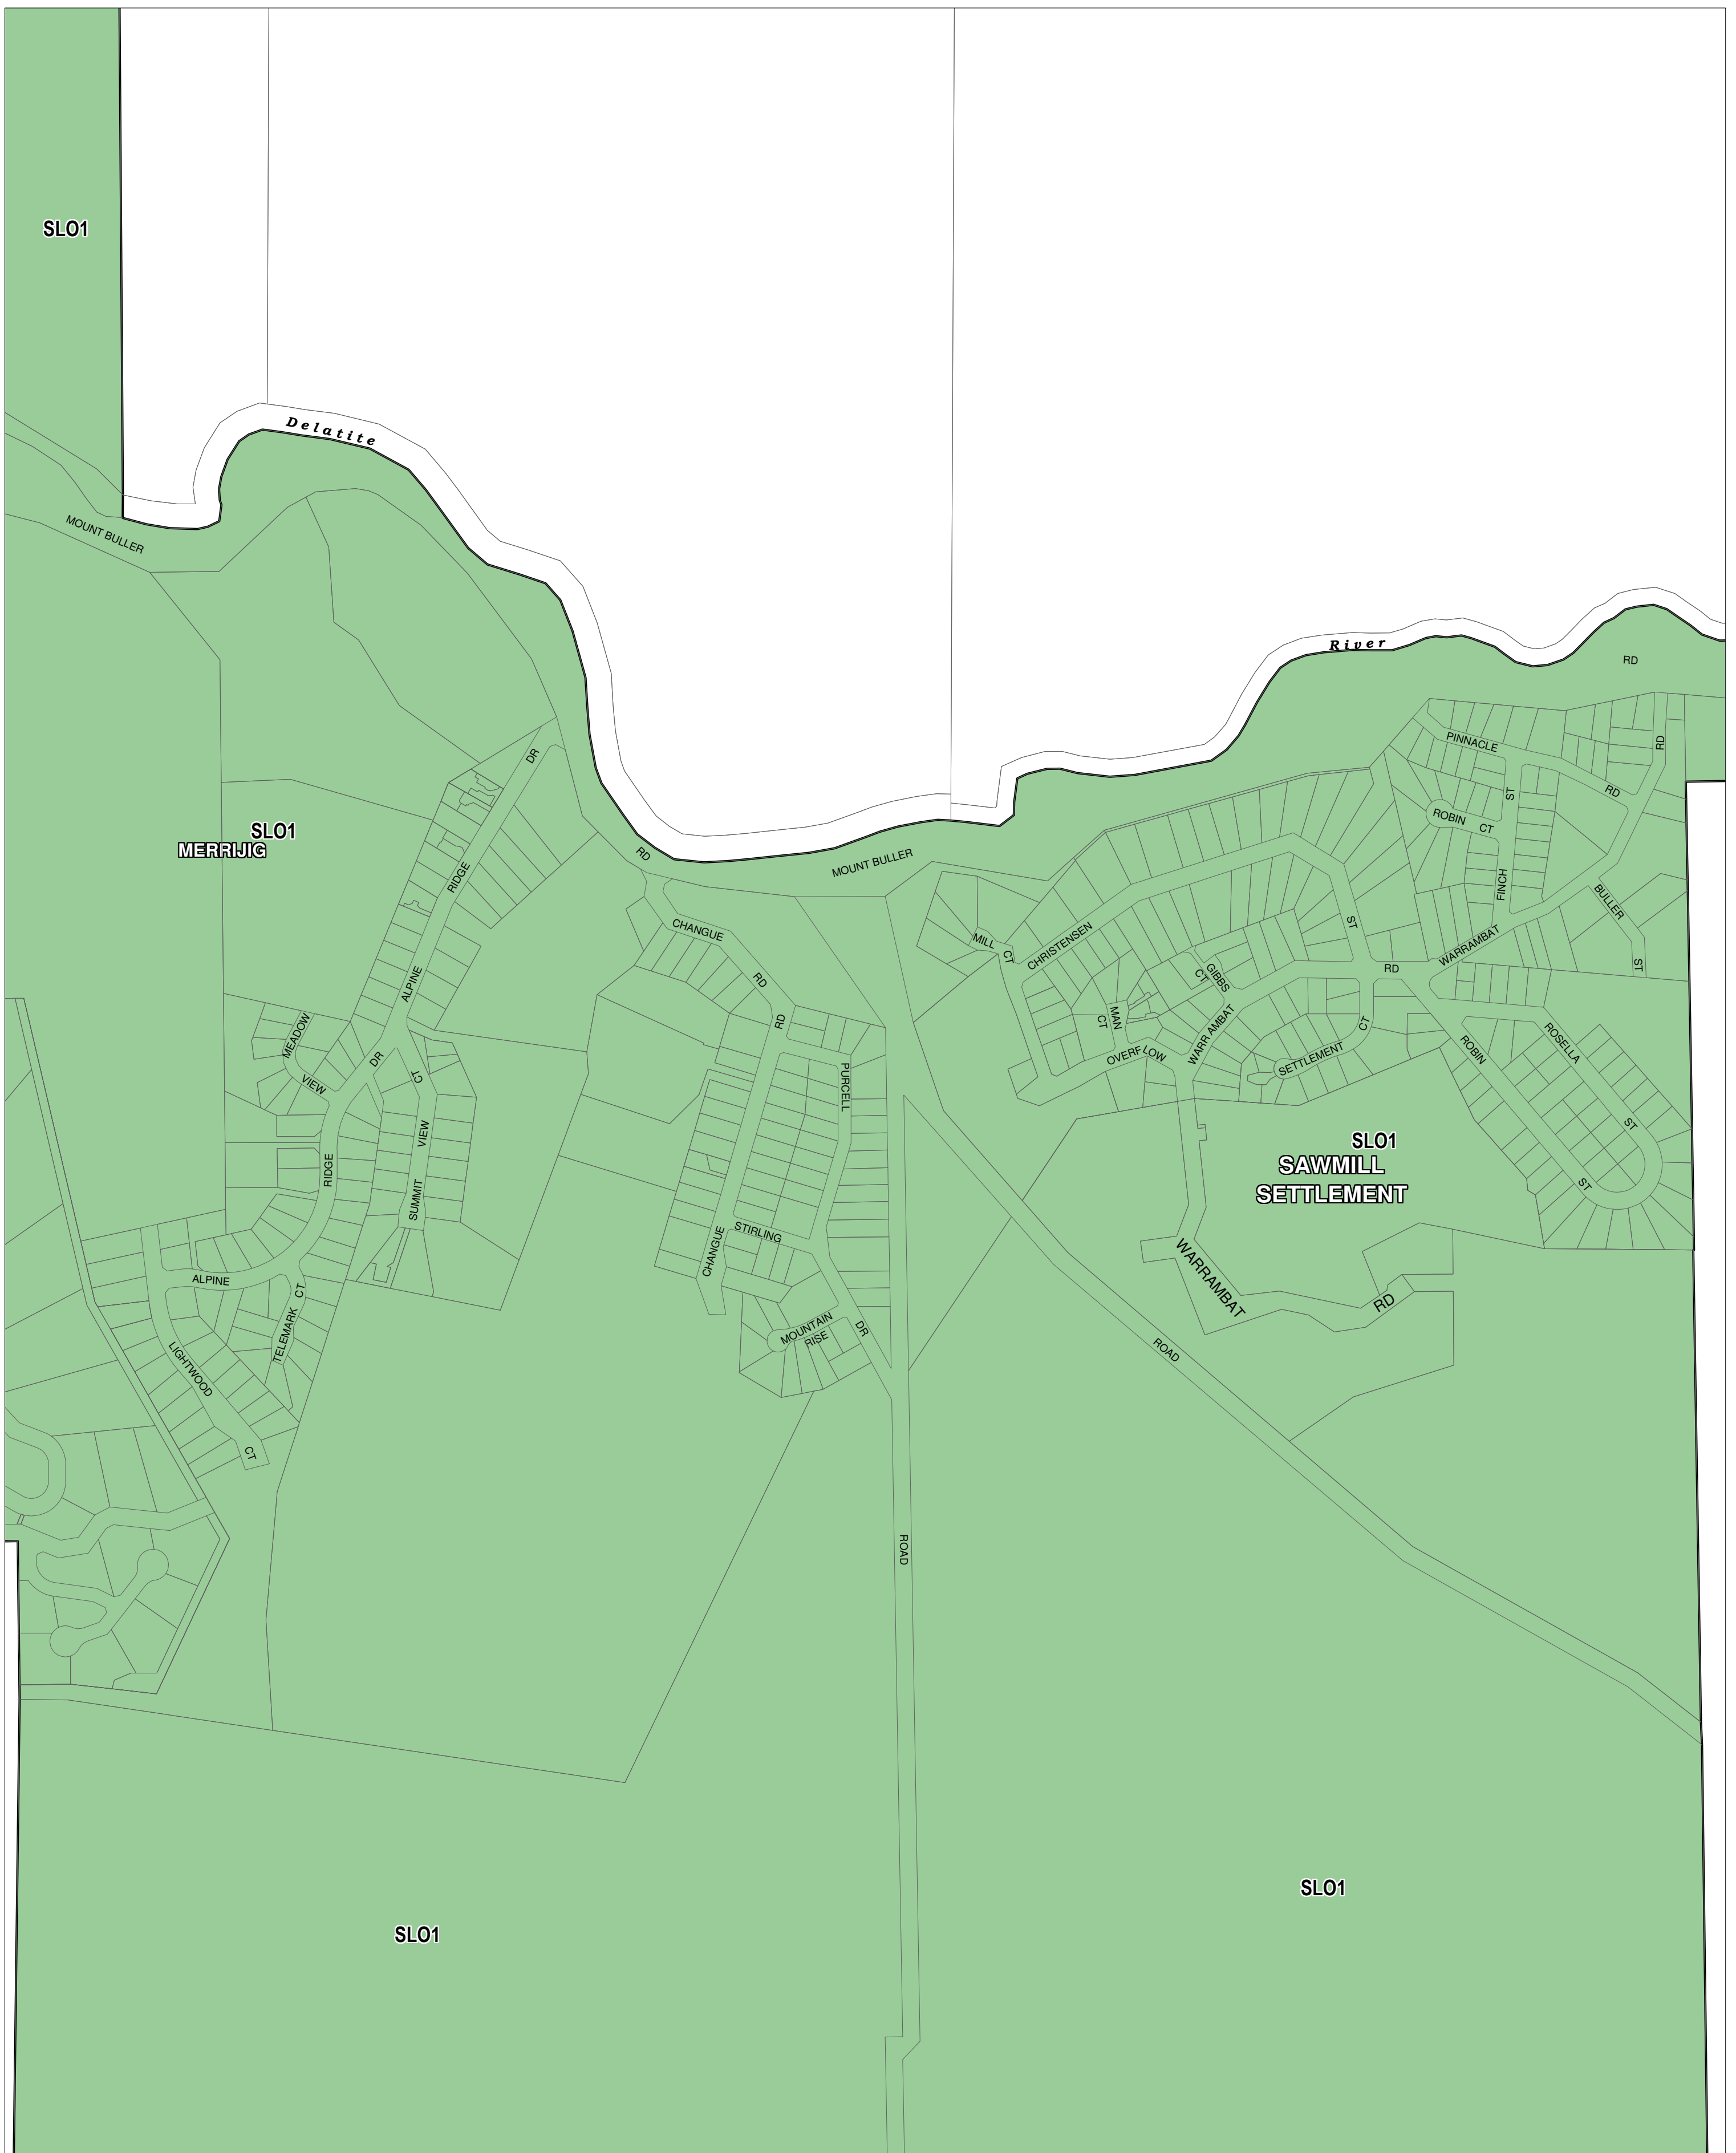 SLO1
Delatite
MOUNT BULLER
River
RD
DR
PINNACLE
RD
ST
RD
ROBIN CT
SLO1
MERRIJIG
RD
MOUNT BULLER
RIDGE
FINCH
BULLER
ST
CHANGUE
RD
CHRISTENSEN
ST
MILL
CT
WARRAMBAT
RD
GIBBS
CT
ALPINE
RD
MEADOW
MAN
CT
WARRAMBAT
CT
ROSELLA
VIEW
DR
CT
PURCELL
OVERFLOW
SETTLEMENT
ROBIN
ST
VIEW
SLO1
SAWMILL
SETTLEMENT
RIDGE
SUMMIT
ST
STIRLING
CHANGUE
WARRAMBAT
RD
ALPINE
CT
TELEMARK
LIGHTWOOD
CT
MOUNTAIN
RISE
DR
ROAD
ROAD
SLO1
SLO1